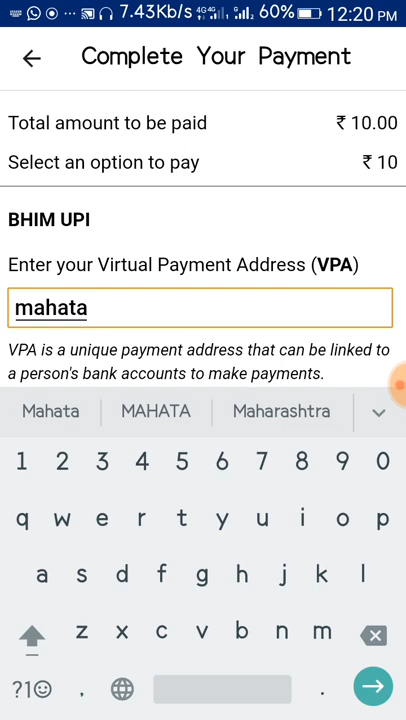 7.43Kb/s 4G 4G G 60% 12:20 PM
Complete Your Payment
Total amount to be paid ₹ 10.00
Select an option to pay ₹ 10
BHIM UPI
Enter your Virtual Payment Address (VPA)
mahata
VPA is a unique payment address that can be linked to
a person's bank accounts to make payments.
Mahata MAHATA Maharashtra
1 2 3 4 5 6 7 8 9 0
q w e r t y u i o p
a s d f g h j k l
z x c v b n m
?1☺ , .